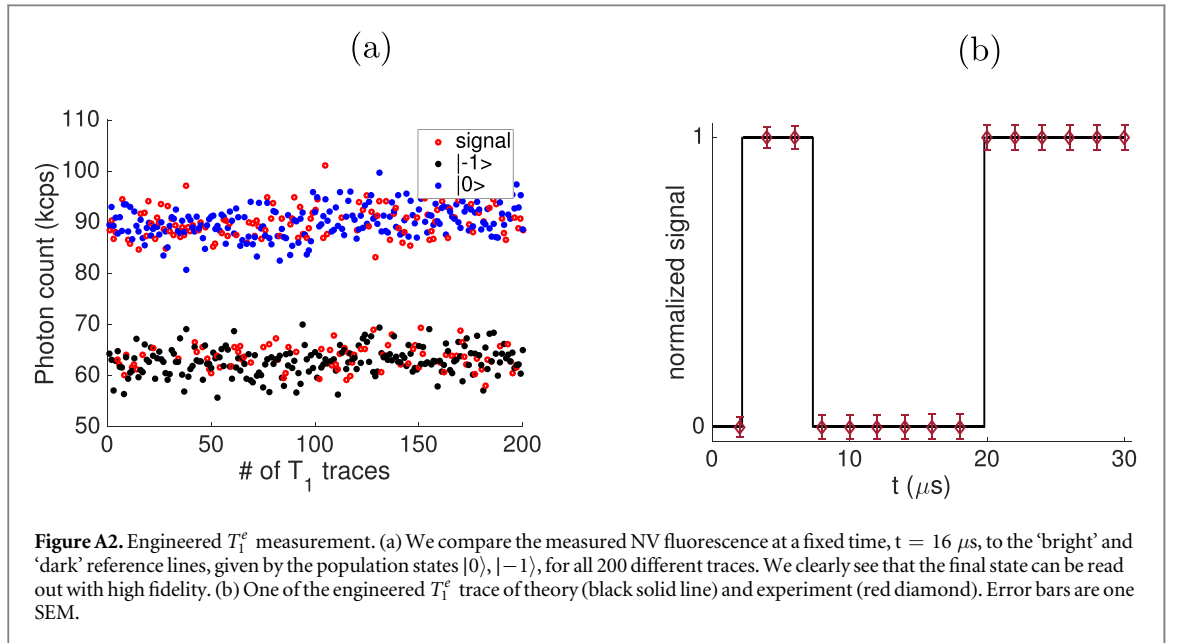 (a)
(b)
110
100
90
80
70
60
50
Photon count (kcps)
signal
|-1>
|0>
0
50
100
150
200
# of T1 traces
1
0
normalized signal
0
10
20
30
t (μs)
Figure A2. Engineered T₁ᵉ measurement. (a) We compare the measured NV fluorescence at a fixed time, t = 16 μs, to the ‘bright’ and
‘dark’ reference lines, given by the population states |0⟩, |−1⟩, for all 200 different traces. We clearly see that the final state can be read
out with high fidelity. (b) One of the engineered T₁ᵉ trace of theory (black solid line) and experiment (red diamond). Error bars are one
SEM.